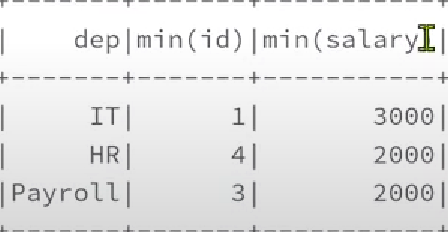 +-------+-------+-----------+
|    dep|min(id)|min(salary|
+-------+-------+-----------+
|     IT|      1|       3000|
|     HR|      4|       2000|
|Payroll|      3|       2000|
+-------+-------+-----------+